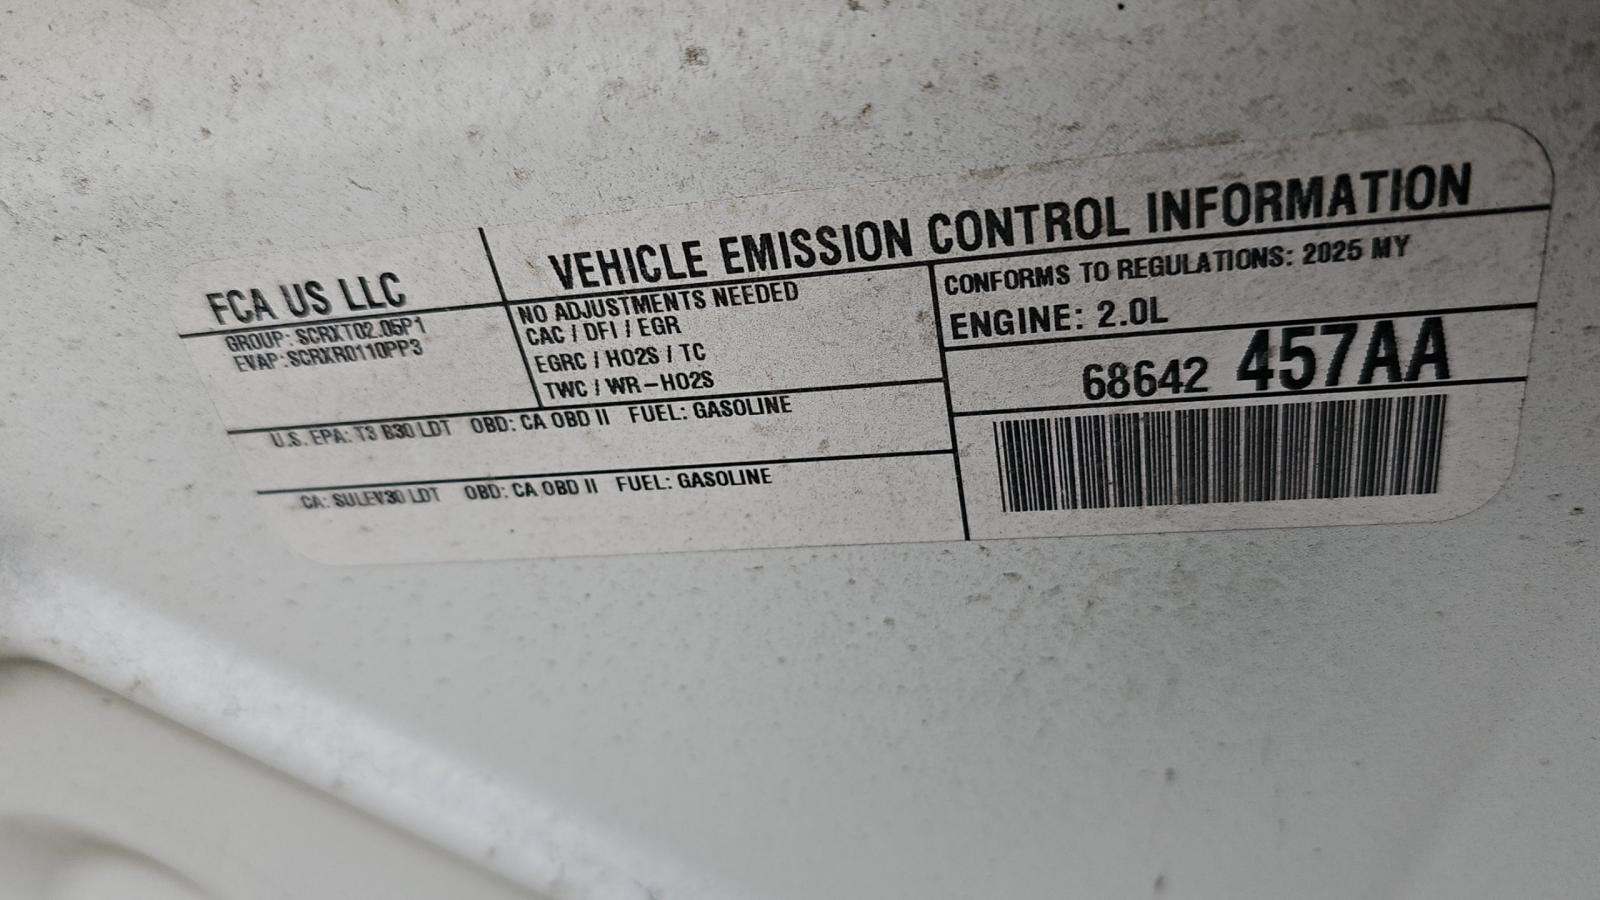 VEHICLE EMISSION CONTROL INFORMATION
FCA US LLC
GROUP: SCRXT02.05P1
EVAP: SCRXR0110PP3
NO ADJUSTMENTS NEEDED
CAC / DFI / EGR
EGRC / HO2S / TC
TWC / WR-HO2S
CONFORMS TO REGULATIONS: 2025 MY
ENGINE: 2.0L
68642 457AA
U.S. EPA: T3 B30 LDT OBD: CA OBD II FUEL: GASOLINE
CA: SULEV30 LDT OBD: CA OBD II FUEL: GASOLINE